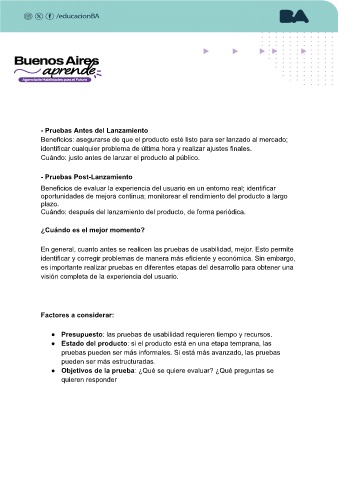 /educacionBA
BA
Buenos Aires
aprende
Agencia de Habilidades para el Futuro
- Pruebas Antes del Lanzamiento
Beneficios: asegurarse de que el producto esté listo para ser lanzado al mercado;
identificar cualquier problema de última hora y realizar ajustes finales.
Cuándo: justo antes de lanzar el producto al público.
- Pruebas Post-Lanzamiento
Beneficios de evaluar la experiencia del usuario en un entorno real; identificar
oportunidades de mejora continua; monitorear el rendimiento del producto a largo
plazo.
Cuándo: después del lanzamiento del producto, de forma periódica.
¿Cuándo es el mejor momento?
En general, cuanto antes se realicen las pruebas de usabilidad, mejor. Esto permite
identificar y corregir problemas de manera más eficiente y económica. Sin embargo,
es importante realizar pruebas en diferentes etapas del desarrollo para obtener una
visión completa de la experiencia del usuario.
Factores a considerar:
● Presupuesto: las pruebas de usabilidad requieren tiempo y recursos.
● Estado del producto: si el producto está en una etapa temprana, las
pruebas pueden ser más informales. Si está más avanzado, las pruebas
pueden ser más estructuradas.
● Objetivos de la prueba: ¿Qué se quiere evaluar? ¿Qué preguntas se
quieren responder